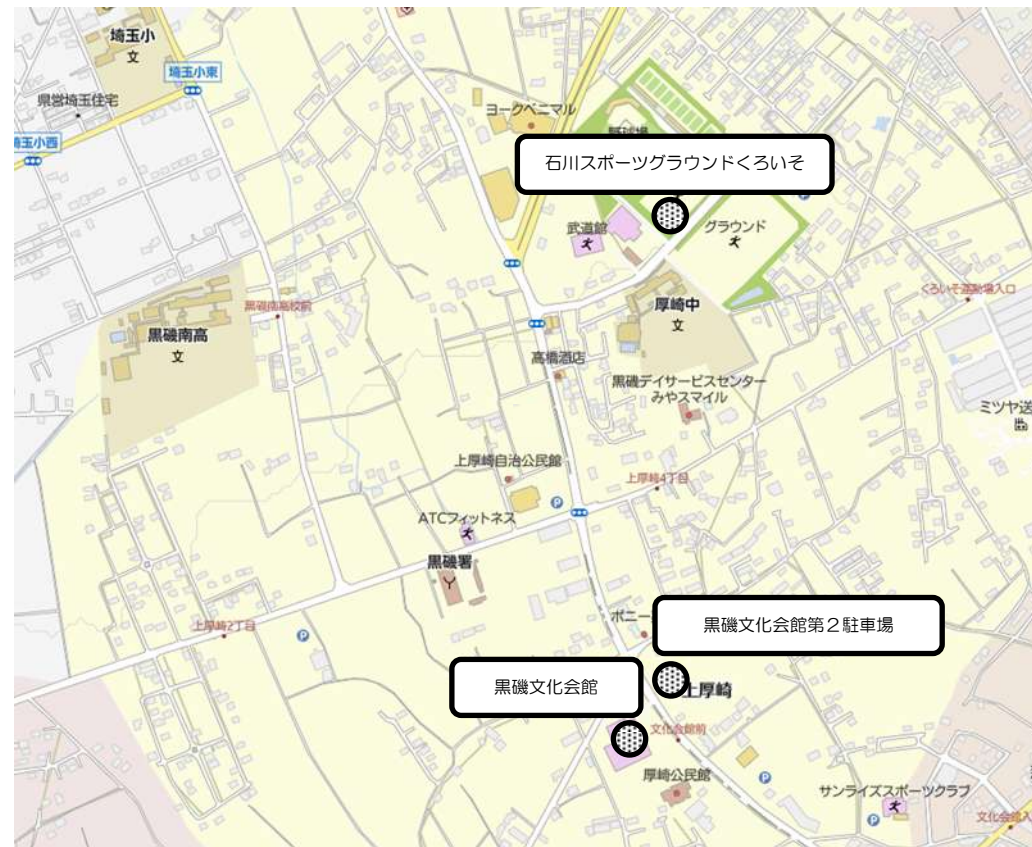 埼玉小
文
埼玉小東
県営埼玉住宅
埼玉小西
ヨークベニマル
野球場
石川スポーツグラウンドくろいそ
P
武道館
グラウンド
くろいそ運動場入口
黒磯南高校前
黒磯南高
文
厚崎中
文
高橋酒店
黒磯デイサービスセンター
みやスマイル
ミツヤ送
上厚崎自治公民館
上厚崎4丁目
P
ATCフィットネス
黒磯署
上厚崎2丁目
P
ポニー
黒磯文化会館第2駐車場
黒磯文化会館
上厚崎
文化会館前
厚崎公民館
P
サンライズスポーツクラブ
P
文化会館入